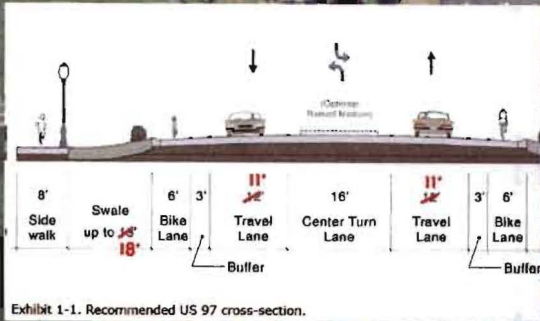 (Optional
Raised Median)
11'
11'
8'
6'
3'
12'
16'
12'
3'
6'
Side
walk
Swale
up to 16'
18'
Bike
Lane
Travel
Lane
Center Turn
Lane
Travel
Lane
Bike
Lane
Buffer
Buffer
Exhibit 1-1. Recommended US 97 cross-section.